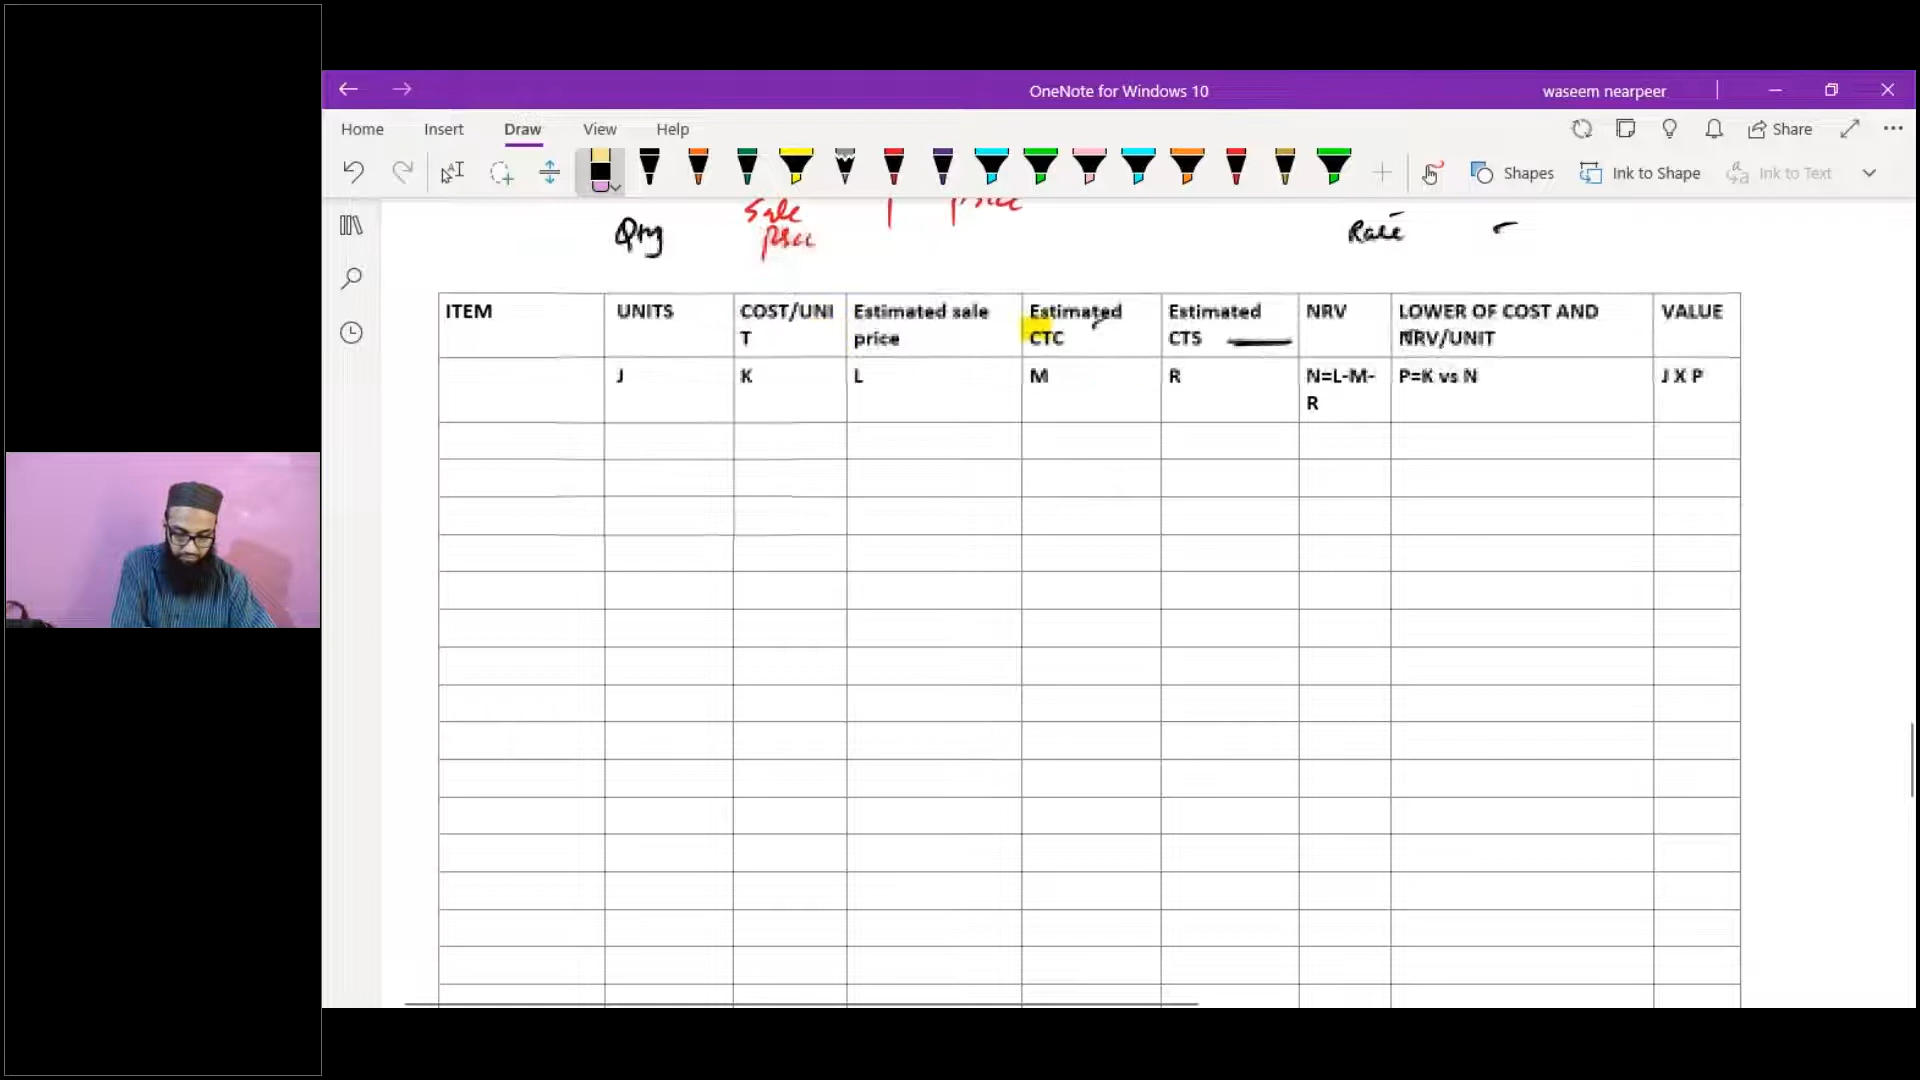 OneNote for Windows 10
waseem nearpeer
Home Insert Draw View Help
Share
Shapes Ink to Shape Ink to Text
Sale
Qty
Rate
ITEM UNITS COST/UNI Estimated sale Estimated Estimated NRV LOWER OF COST AND VALUE
T price CTC CTS NRV/UNIT
J K L M R N=L-M- P=K vs N J X P
R